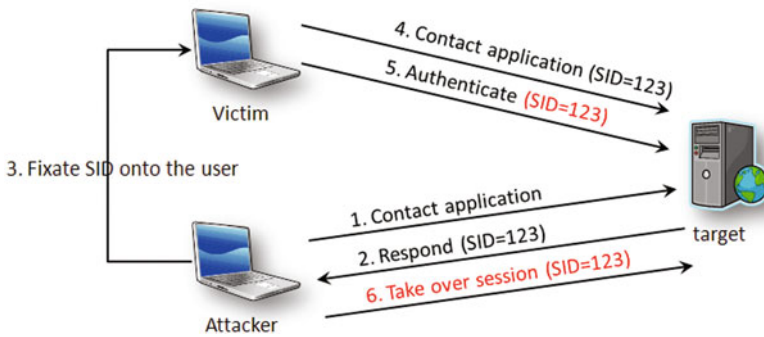 4. Contact application (SID=123)
5. Authenticate (SID=123)
Victim
3. Fixate SID onto the user
1. Contact application
2. Respond (SID=123)
target
6. Take over session (SID=123)
Attacker